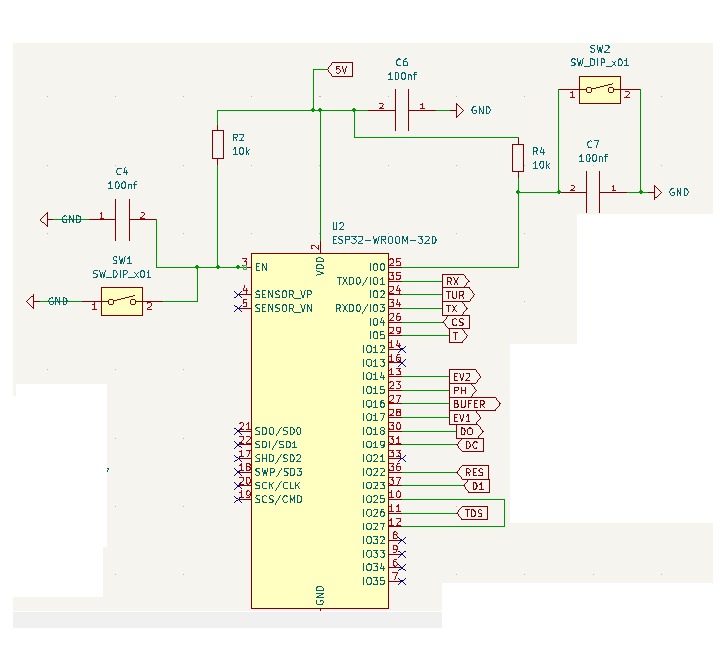 SW2
SW_DIP_x01
1 2
5V
C6
100nf
2 1
GND
R2
10k
R4
10k
C7
100nf
2 1
GND
C4
100nf
GND
1 2
SW1
SW_DIP_x01
GND
1 2
U2
ESP32-WROOM-32D
2
VDD
3 EN
4 SENSOR_VP
5 SENSOR_VN
21 SD0/SD0
22 SDI/SD1
17 SHD/SD2
18 SWP/SD3
20 SCK/CLK
19 SCS/CMD
IO0 25
TXD0/IO1 35 RX
IO2 24 TUR
RXD0/IO3 34 TX
IO4 26 CS
IO5 29 T
IO12 14
IO13 16
IO14 13 EV2
IO15 23 PH
IO16 27 BUFER
IO17 28 EV1
IO18 30 DO
IO19 31 DC
IO21 33
IO22 36 RES
IO23 37 D1
IO25 10
IO26 11 TDS
IO27 12
IO32 8
IO33 9
IO34 6
IO35 7
GND